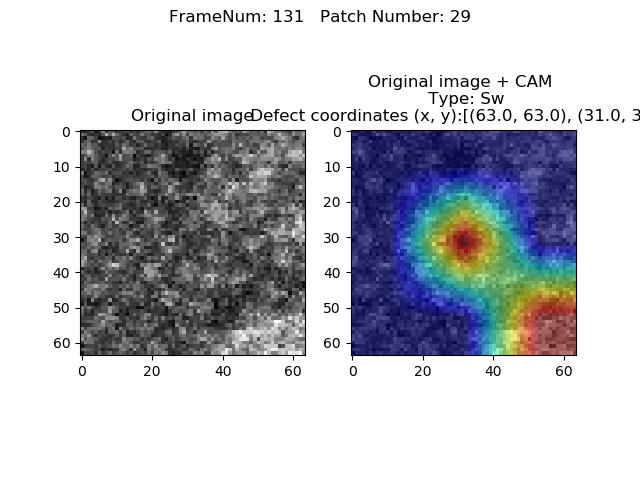 FrameNum: 131   Patch Number: 29
Original image + CAM
Type: Sw
Original image
Defect coordinates (x, y):[(63.0, 63.0), (31.0, 3
0
10
20
30
40
50
60
0 20 40 60
0
10
20
30
40
50
60
0 20 40 60